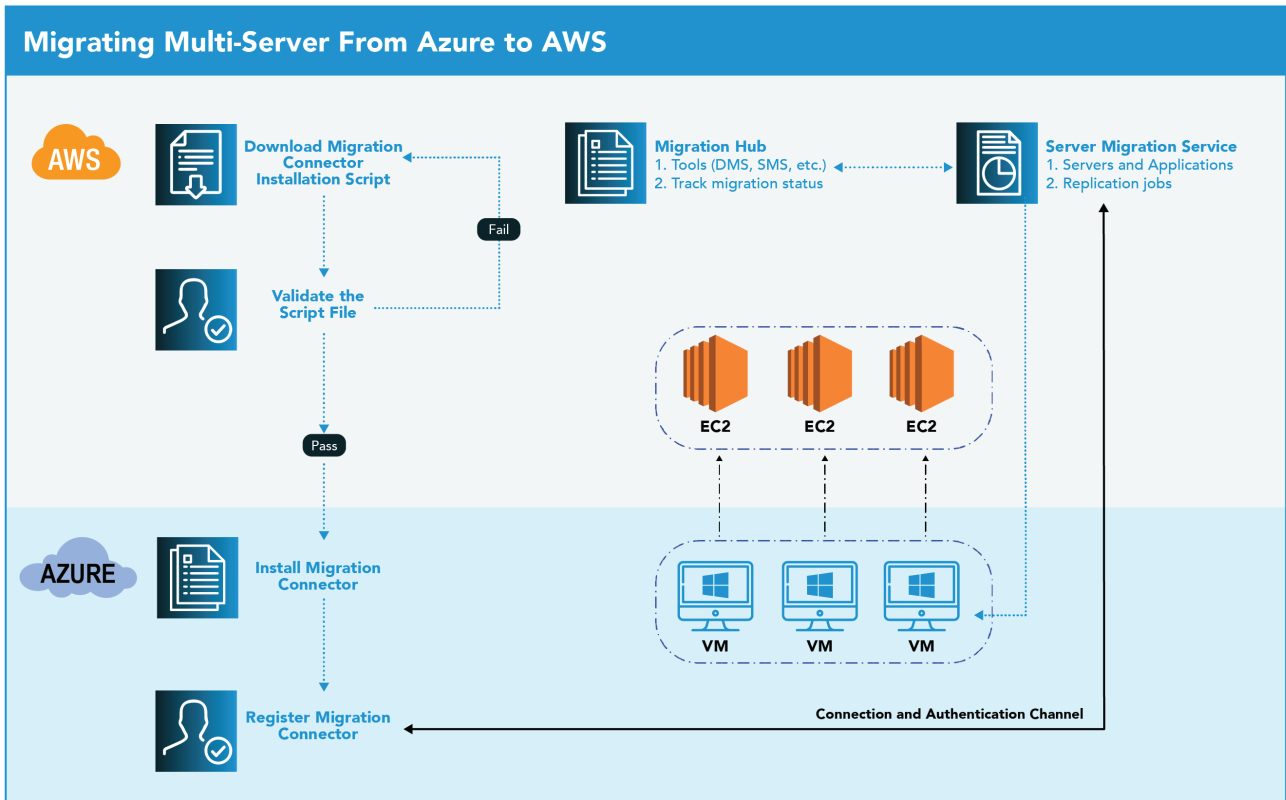 Migrating Multi-Server From Azure to AWS
AWS
Download Migration
Connector
Installation Script
Migration Hub
1. Tools (DMS, SMS, etc.)
2. Track migration status
Server Migration Service
1. Servers and Applications
2. Replication jobs
Fail
Validate the
Script File
Pass
EC2
EC2
EC2
AZURE
Install Migration
Connector
VM
VM
VM
Register Migration
Connector
Connection and Authentication Channel